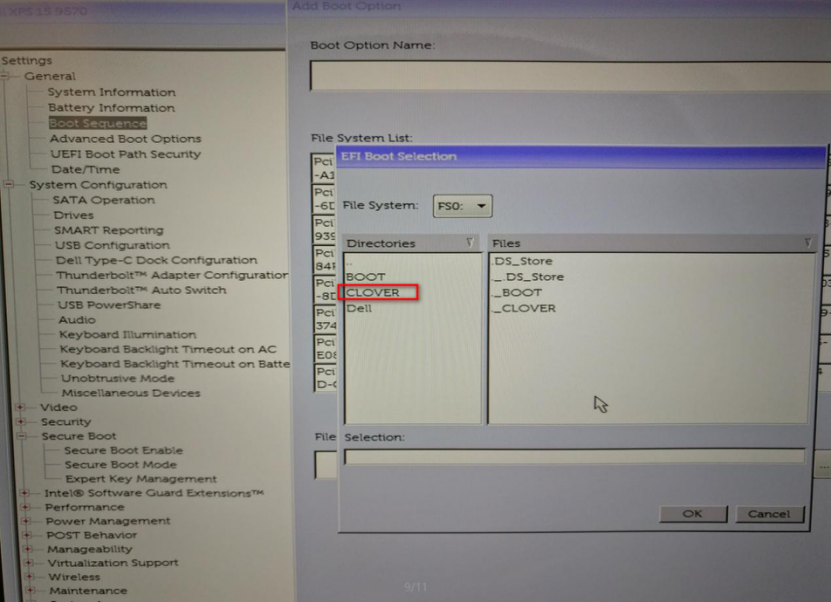 XPS 15 9570
Settings
General
System Information
Battery Information
Boot Sequence
Advanced Boot Options
UEFI Boot Path Security
Date/Time
System Configuration
SATA Operation
Drives
SMART Reporting
USB Configuration
Dell Type-C Dock Configuration
Thunderbolt™ Adapter Configuration
Thunderbolt™ Auto Switch
USB PowerShare
Audio
Keyboard Illumination
Keyboard Backlight Timeout on AC
Keyboard Backlight Timeout on Batte
Unobtrusive Mode
Miscellaneous Devices
Video
Security
Secure Boot
Secure Boot Enable
Secure Boot Mode
Expert Key Management
Intel® Software Guard Extensions™
Performance
Power Management
POST Behavior
Manageability
Virtualization Support
Wireless
Maintenance
Add Boot Option
Boot Option Name:
File System List:
Pci
-A1
Pci
-6D
Pci
939
Pci
84F
Pci
-8D
Pci
374
Pci
E08
Pci
D-C
File
EFI Boot Selection
File System: FS0:
Directories
..
BOOT
CLOVER
Dell
Files
.DS_Store
._.DS_Store
._BOOT
._CLOVER
Selection:
OK Cancel
...
9/11